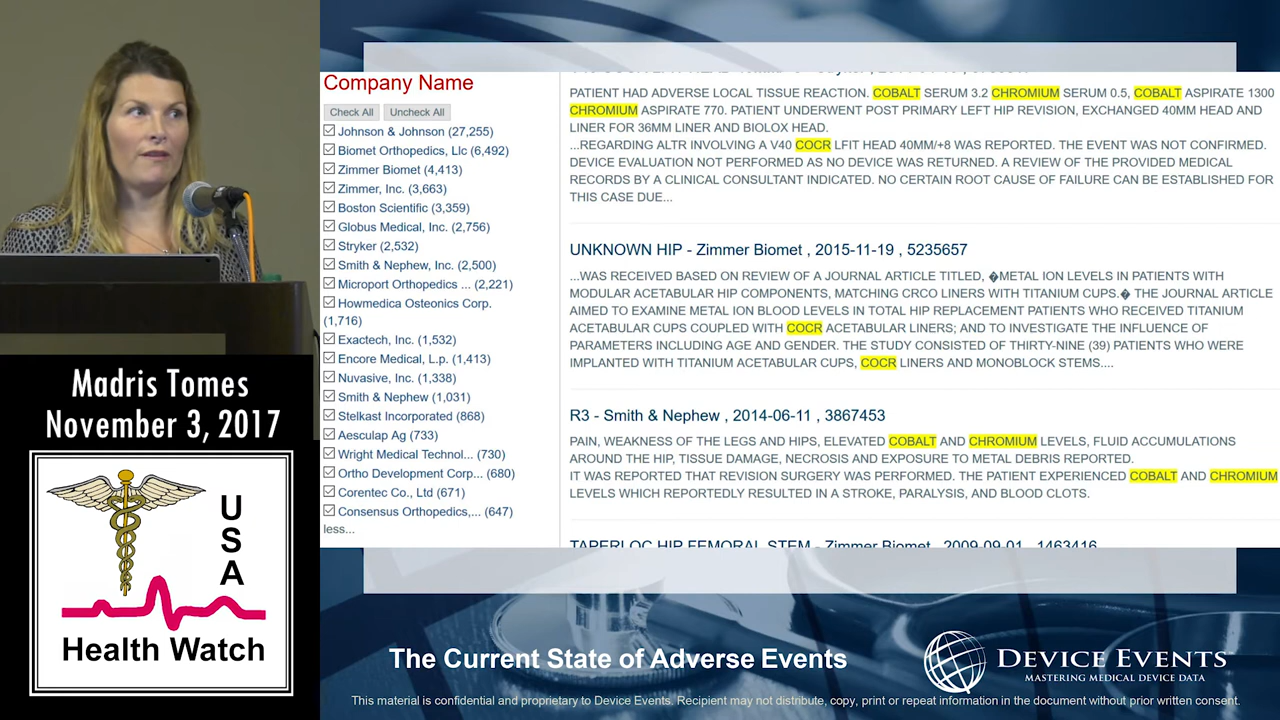 Company Name
Check All
Uncheck All
Johnson & Johnson (27,255)
Biomet Orthopedics, Llc (6,492)
Zimmer Biomet (4,413)
Zimmer, Inc. (3,663)
Boston Scientific (3,359)
Globus Medical, Inc. (2,756)
Stryker (2,532)
Smith & Nephew, Inc. (2,500)
Microport Orthopedics ... (2,221)
Howmedica Osteonics Corp.
(1,716)
Exactech, Inc. (1,532)
Encore Medical, L.p. (1,413)
Nuvasive, Inc. (1,338)
Smith & Nephew (1,031)
Stelkast Incorporated (868)
Aesculap Ag (733)
Wright Medical Technol... (730)
Ortho Development Corp... (680)
Corentec Co., Ltd (671)
Consensus Orthopedics,... (647)
less...
PATIENT HAD ADVERSE LOCAL TISSUE REACTION. COBALT SERUM 3.2 CHROMIUM SERUM 0.5, COBALT ASPIRATE 1300
CHROMIUM ASPIRATE 770. PATIENT UNDERWENT POST PRIMARY LEFT HIP REVISION, EXCHANGED 40MM HEAD AND
LINER FOR 36MM LINER AND BIOLOX HEAD.
...REGARDING ALTR INVOLVING A V40 COCR LFIT HEAD 40MM/+8 WAS REPORTED. THE EVENT WAS NOT CONFIRMED.
DEVICE EVALUATION NOT PERFORMED AS NO DEVICE WAS RETURNED. A REVIEW OF THE PROVIDED MEDICAL
RECORDS BY A CLINICAL CONSULTANT INDICATED. NO CERTAIN ROOT CAUSE OF FAILURE CAN BE ESTABLISHED FOR
THIS CASE DUE...
UNKNOWN HIP - Zimmer Biomet , 2015-11-19 , 5235657
...WAS RECEIVED BASED ON REVIEW OF A JOURNAL ARTICLE TITLED, �METAL ION LEVELS IN PATIENTS WITH
MODULAR ACETABULAR HIP COMPONENTS, MATCHING CRCO LINERS WITH TITANIUM CUPS.� THE JOURNAL ARTICLE
AIMED TO EXAMINE METAL ION BLOOD LEVELS IN TOTAL HIP REPLACEMENT PATIENTS WHO RECEIVED TITANIUM
ACETABULAR CUPS COUPLED WITH COCR ACETABULAR LINERS; AND TO INVESTIGATE THE INFLUENCE OF
PARAMETERS INCLUDING AGE AND GENDER. THE STUDY CONSISTED OF THIRTY-NINE (39) PATIENTS WHO WERE
IMPLANTED WITH TITANIUM ACETABULAR CUPS, COCR LINERS AND MONOBLOCK STEMS....
R3 - Smith & Nephew , 2014-06-11 , 3867453
PAIN, WEAKNESS OF THE LEGS AND HIPS, ELEVATED COBALT AND CHROMIUM LEVELS, FLUID ACCUMULATIONS
AROUND THE HIP, TISSUE DAMAGE, NECROSIS AND EXPOSURE TO METAL DEBRIS REPORTED.
IT WAS REPORTED THAT REVISION SURGERY WAS PERFORMED. THE PATIENT EXPERIENCED COBALT AND CHROMIUM
LEVELS WHICH REPORTEDLY RESULTED IN A STROKE, PARALYSIS, AND BLOOD CLOTS.
TAPERLOC HIP FEMORAL STEM - Zimmer Biomet , 2009-09-01 , 1463416
Madris Tomes
November 3, 2017
USA
Health Watch
The Current State of Adverse Events
DEVICE EVENTS
MASTERING MEDICAL DEVICE DATA
This material is confidential and proprietary to Device Events. Recipient may not distribute, copy, print or repeat information in the document without prior written consent.